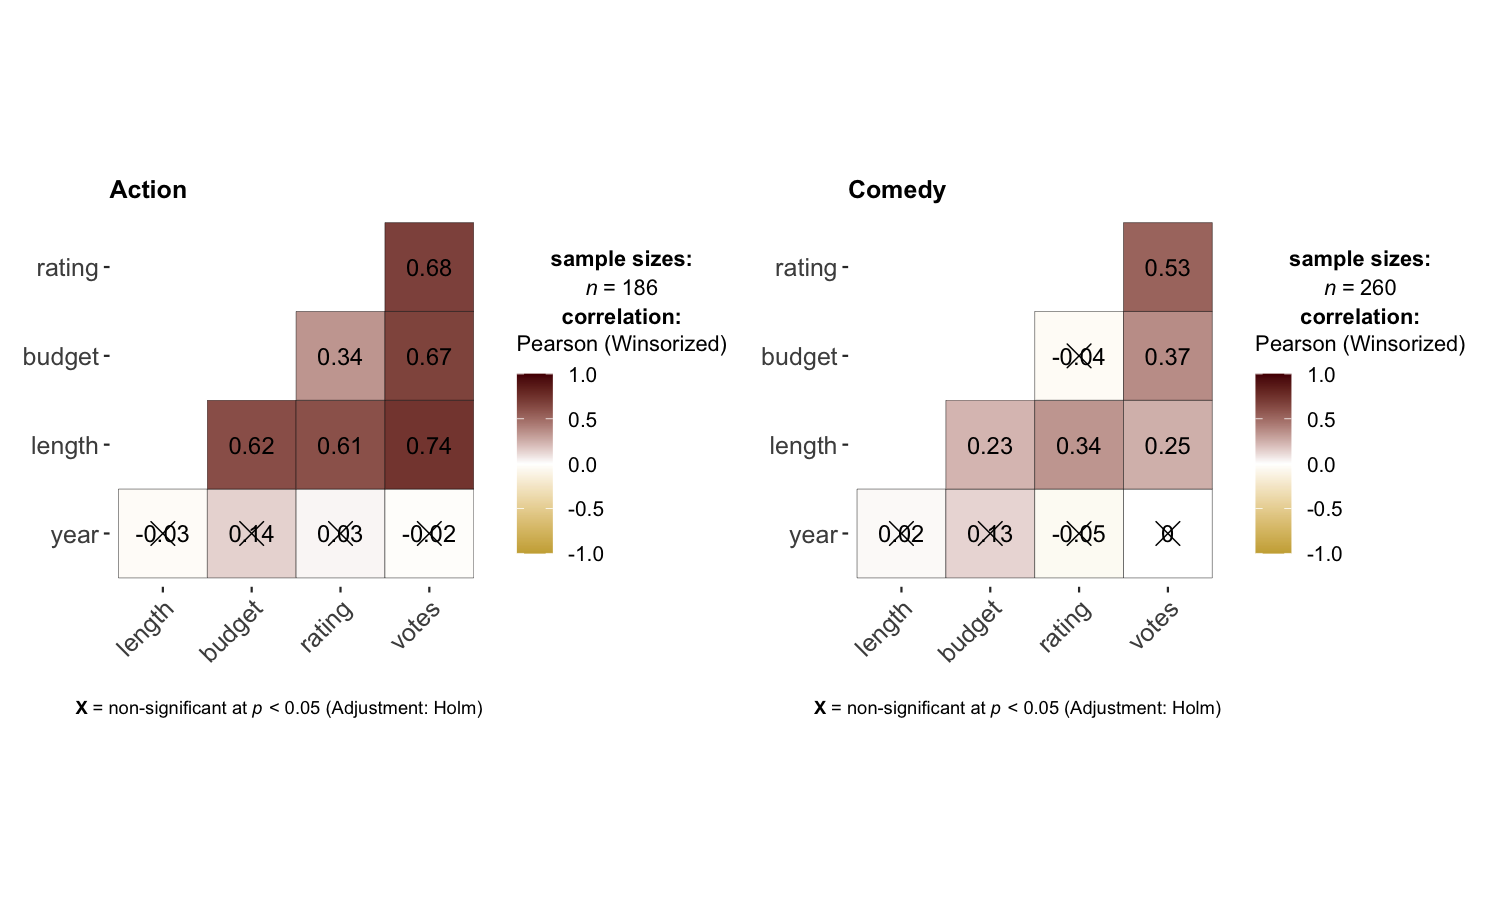 Action
rating
0.68
sample sizes:
n = 186
correlation:
Pearson (Winsorized)
budget
0.34 0.67
1.0
0.5
0.0
-0.5
-1.0
length
0.62 0.61 0.74
year
-0.03 0.14 0.03 -0.02
length budget rating votes
X = non-significant at p < 0.05 (Adjustment: Holm)
Comedy
rating
0.53
sample sizes:
n = 260
correlation:
Pearson (Winsorized)
budget
-0.04 0.37
1.0
0.5
0.0
-0.5
-1.0
length
0.23 0.34 0.25
year
0.02 0.13 -0.05 0
length budget rating votes
X = non-significant at p < 0.05 (Adjustment: Holm)